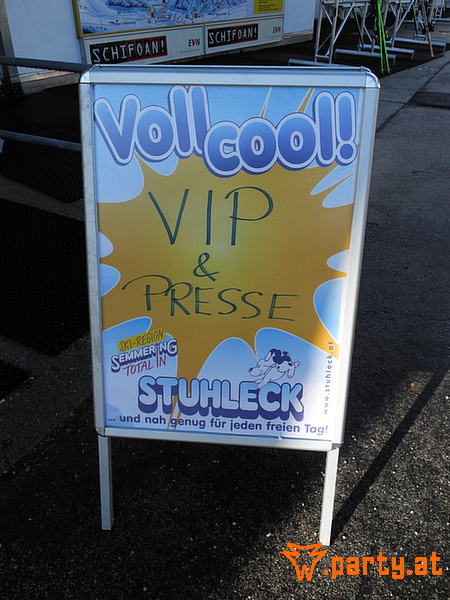 SCHIFOAN!
EVN
SCHIFOAN!
Voll cool!
VIP
&
PRESSE
SKI-REGION
SEMMERING
TOTAL IN
STUHLECK
www.stuhleck.at
... und nah genug für jeden freien Tag!
W.party.at